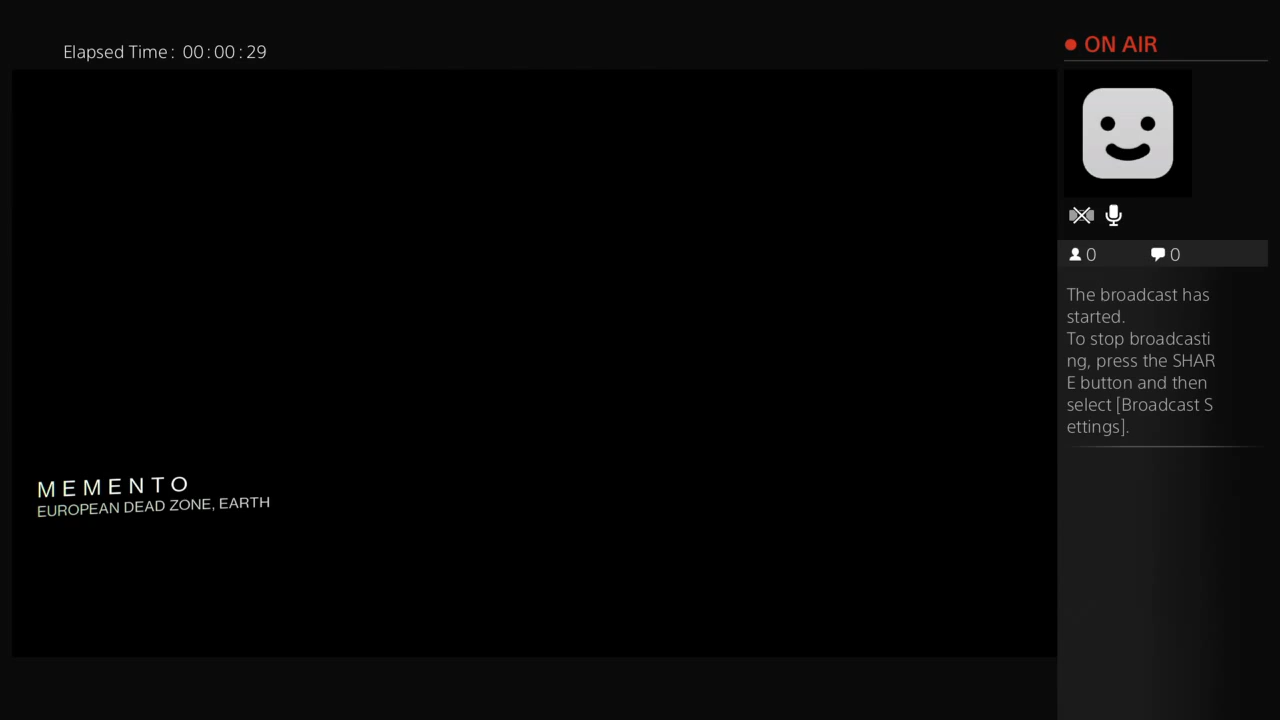 Elapsed Time: 00:00:29
ON AIR
0 0
The broadcast has
started.
To stop broadcasti
ng, press the SHAR
E button and then
select [Broadcast S
ettings].
MEMENTO
EUROPEAN DEAD ZONE, EARTH